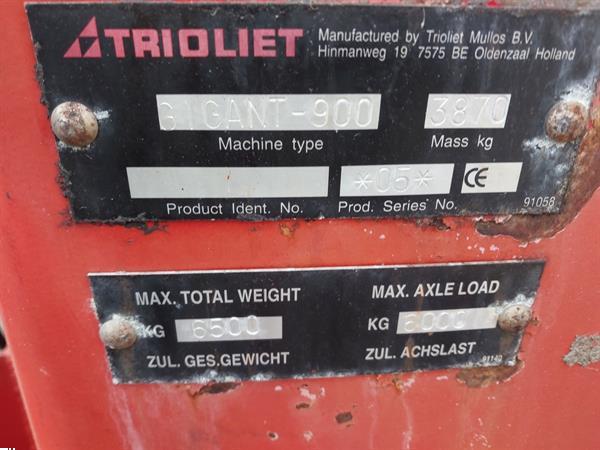 TRIOLIET
Manufactured by Trioliet Mullos B.V.
Hinmanweg 19 7575 BE Oldenzaal Holland
GIGANT-900 3870
Machine type Mass kg
*05* CE
Product Ident. No. Prod. Series No. 91058
MAX. TOTAL WEIGHT MAX. AXLE LOAD
KG 6500 KG 6000
ZUL. GES.GEWICHT ZUL. ACHSLAST 91140